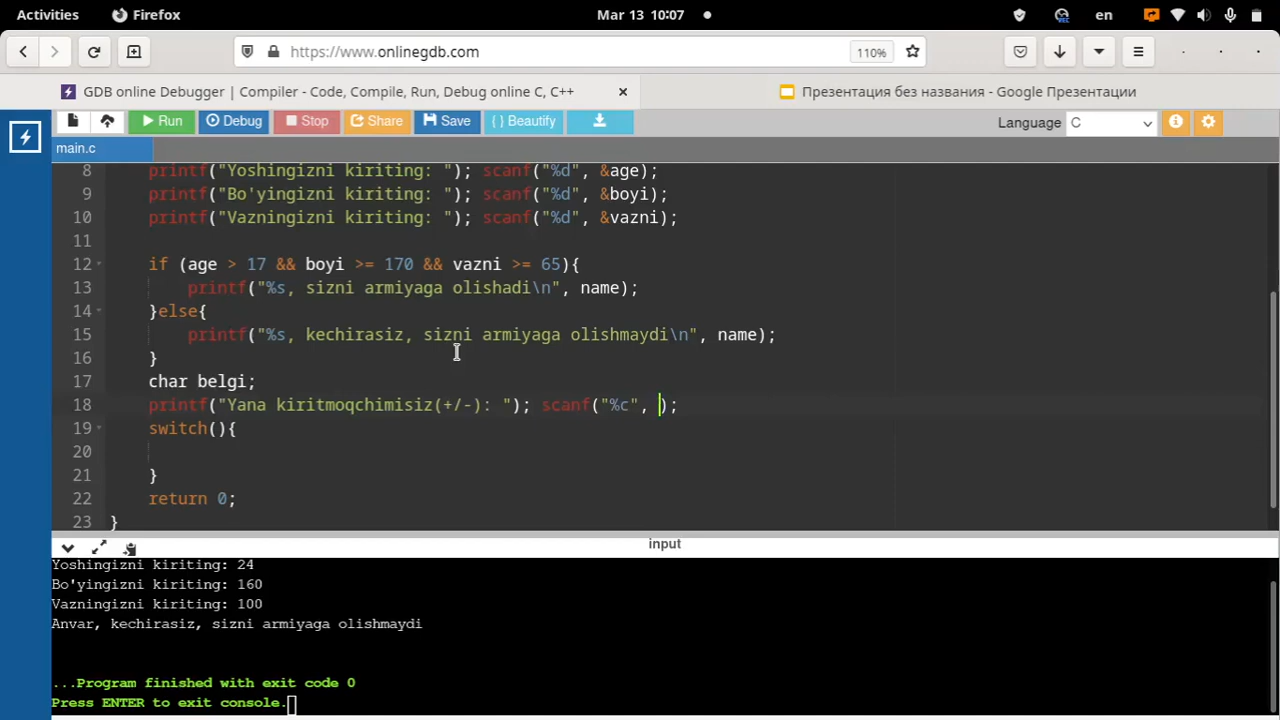 Activities Firefox Mar 13 10:07 en
https://www.onlinegdb.com 110%
GDB online Debugger | Compiler - Code, Compile, Run, Debug online C, C++ Презентация без названия - Google Презентации
Run Debug Stop Share Save { } Beautify Language C
main.c
8 printf("Yoshingizni kiriting: "); scanf("%d", &age);
9 printf("Bo'yingizni kiriting: "); scanf("%d", &boyi);
10 printf("Vazningizni kiriting: "); scanf("%d", &vazni);
11
12 if (age > 17 && boyi >= 170 && vazni >= 65){
13 printf("%s, sizni armiyaga olishadi\n", name);
14 }else{
15 printf("%s, kechirasiz, sizni armiyaga olishmaydi\n", name);
16 }
17 char belgi;
18 printf("Yana kiritmoqchimisiz(+/-): "); scanf("%c", );
19 switch(){
20
21 }
22 return 0;
23 }
input
Yoshingizni kiriting: 24
Bo'yingizni kiriting: 160
Vazningizni kiriting: 100
Anvar, kechirasiz, sizni armiyaga olishmaydi
...Program finished with exit code 0
Press ENTER to exit console.